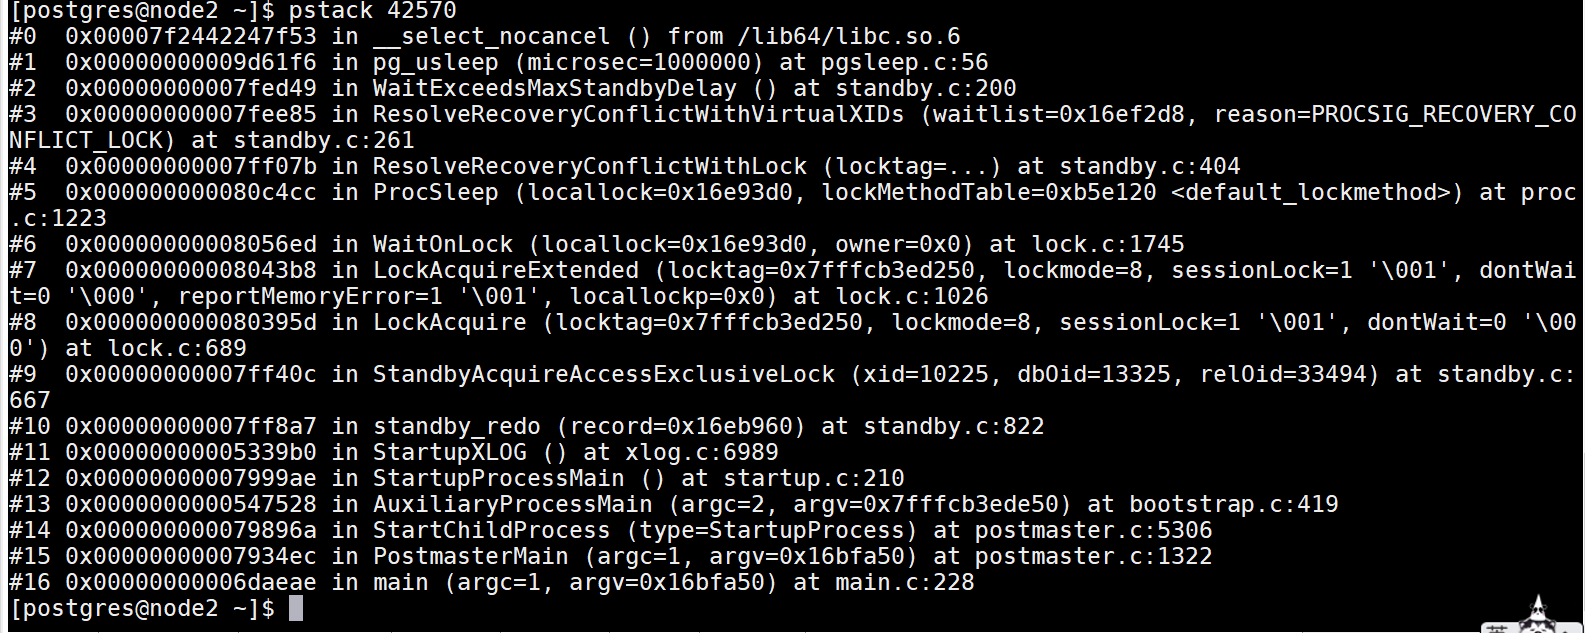 [postgres@node2 ~]$ pstack 42570
#0  0x00007f2442247f53 in __select_nocancel () from /lib64/libc.so.6
#1  0x00000000009d61f6 in pg_usleep (microsec=1000000) at pgsleep.c:56
#2  0x00000000007fed49 in WaitExceedsMaxStandbyDelay () at standby.c:200
#3  0x00000000007fee85 in ResolveRecoveryConflictWithVirtualXIDs (waitlist=0x16ef2d8, reason=PROCSIG_RECOVERY_CO
NFLICT_LOCK) at standby.c:261
#4  0x00000000007ff07b in ResolveRecoveryConflictWithLock (locktag=...) at standby.c:404
#5  0x000000000080c4cc in ProcSleep (locallock=0x16e93d0, lockMethodTable=0xb5e120 <default_lockmethod>) at proc
.c:1223
#6  0x00000000008056ed in WaitOnLock (locallock=0x16e93d0, owner=0x0) at lock.c:1745
#7  0x00000000008043b8 in LockAcquireExtended (locktag=0x7fffcb3ed250, lockmode=8, sessionLock=1 '\001', dontWai
t=0 '\000', reportMemoryError=1 '\001', locallockp=0x0) at lock.c:1026
#8  0x000000000080395d in LockAcquire (locktag=0x7fffcb3ed250, lockmode=8, sessionLock=1 '\001', dontWait=0 '\00
0') at lock.c:689
#9  0x00000000007ff40c in StandbyAcquireAccessExclusiveLock (xid=10225, dbOid=13325, relOid=33494) at standby.c:
667
#10 0x00000000007ff8a7 in standby_redo (record=0x16eb960) at standby.c:822
#11 0x00000000005339b0 in StartupXLOG () at xlog.c:6989
#12 0x00000000007999ae in StartupProcessMain () at startup.c:210
#13 0x0000000000547528 in AuxiliaryProcessMain (argc=2, argv=0x7fffcb3ede50) at bootstrap.c:419
#14 0x000000000079896a in StartChildProcess (type=StartupProcess) at postmaster.c:5306
#15 0x00000000007934ec in PostmasterMain (argc=1, argv=0x16bfa50) at postmaster.c:1322
#16 0x00000000006daeae in main (argc=1, argv=0x16bfa50) at main.c:228
[postgres@node2 ~]$